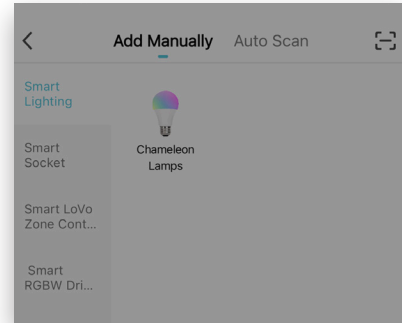 Add Manually Auto Scan
Smart
Lighting
Chameleon
Lamps
Smart
Socket
Smart LoVo
Zone Cont...
Smart
RGBW Dri...